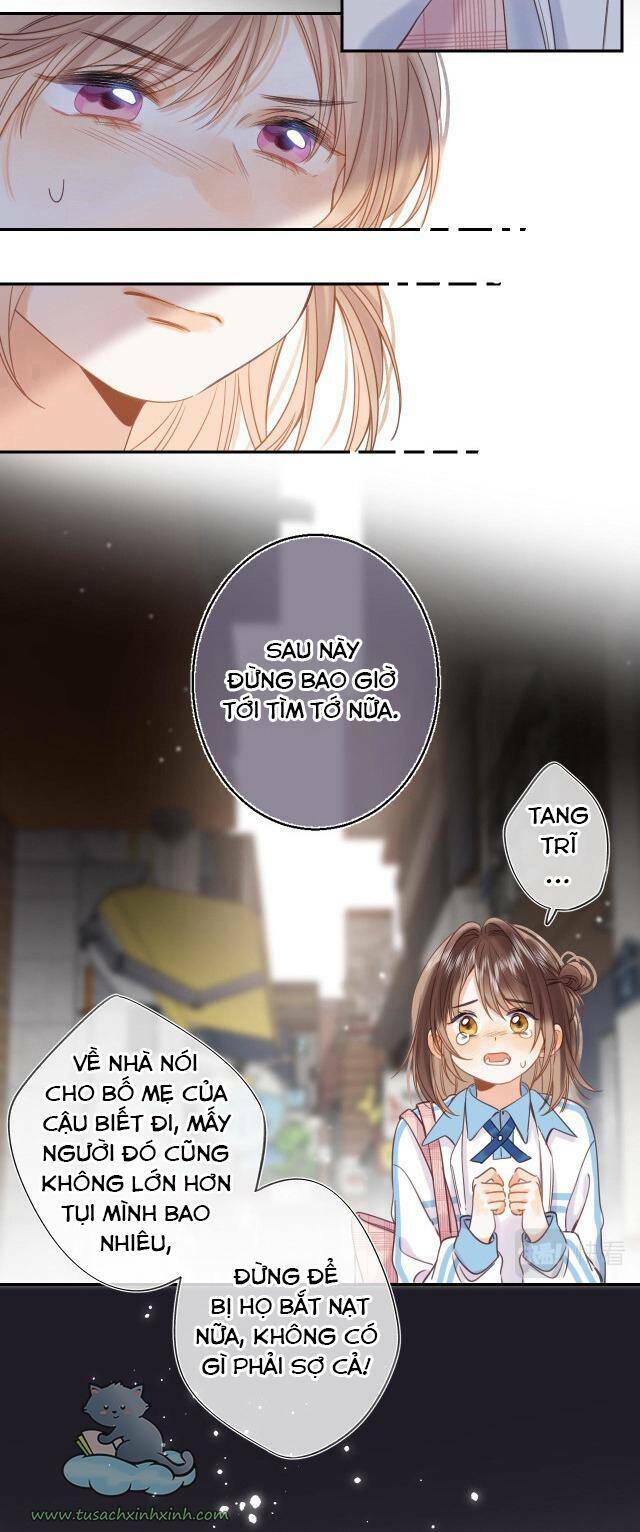 SAU NÀY
ĐỪNG BAO GIỜ
TỚI TÌM TỚ NỮA.
TANG
TRĨ
...
VỀ NHÀ NÓI
CHO BỐ MẸ CỦA
CẬU BIẾT ĐI, MẤY
NGƯỜI ĐÓ CŨNG
KHÔNG LỚN HƠN
TỤI MÌNH BAO
NHIÊU,
ĐỪNG ĐỂ
BỊ HỌ BẮT NẠT
NỮA, KHÔNG CÓ
GÌ PHẢI SỢ CẢ!
www.tusachxinhxinh.com